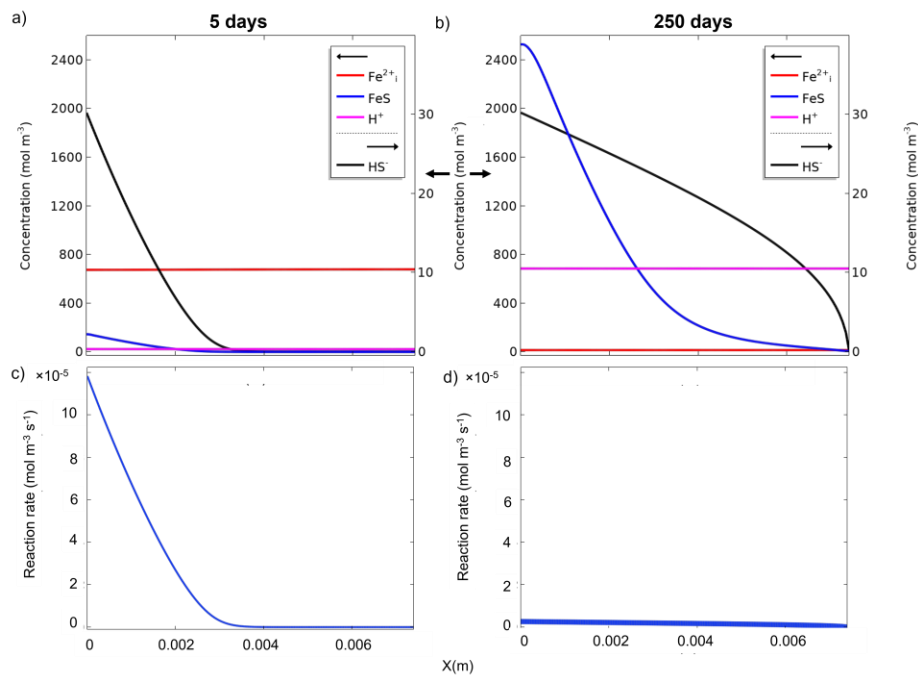 a)
5 days
b)
250 days
2600
2400
2000
1600
1200
800
400
0
Concentration (mol m⁻³)
Fe²⁺ᵢ
FeS
H⁺
HS⁻
30
20
10
0
Concentration (mol m⁻³)
2400
2000
1600
1200
800
400
0
Fe²⁺ᵢ
FeS
H⁺
HS⁻
30
20
10
0
Concentration (mol m⁻³)
c)
×10⁻⁵
10
8
6
4
2
0
Reaction rate (mol m⁻³ s⁻¹)
0
0.002
0.004
0.006
d)
×10⁻⁵
10
8
6
4
2
0
Reaction rate (mol m⁻³ s⁻¹)
0
0.002
0.004
0.006
X(m)